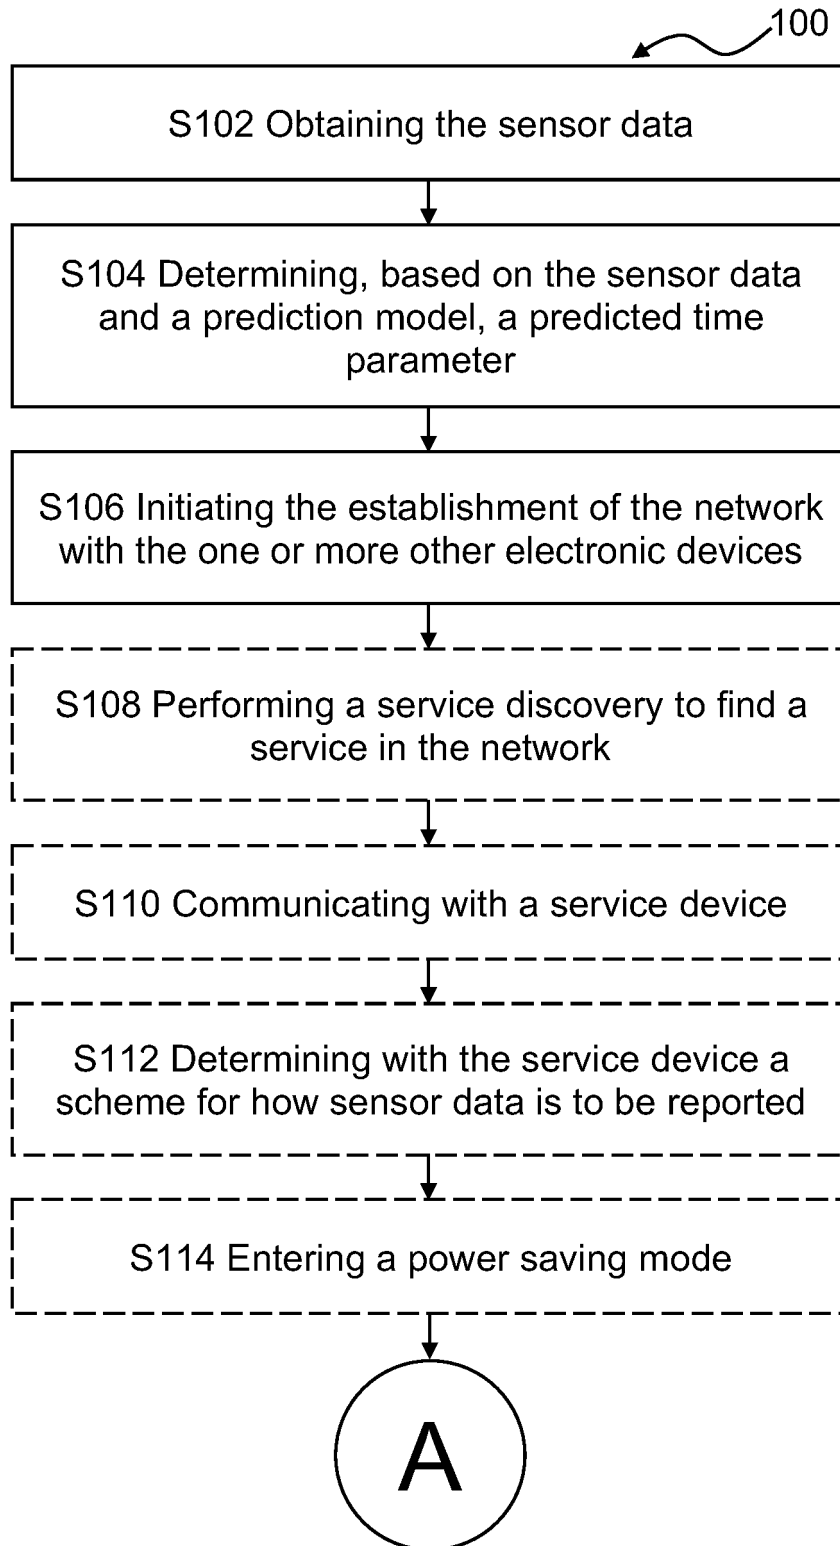 100
S102 Obtaining the sensor data
S104 Determining, based on the sensor data
and a prediction model, a predicted time
parameter
S106 Initiating the establishment of the network
with the one or more other electronic devices
S108 Performing a service discovery to find a
service in the network
S110 Communicating with a service device
S112 Determining with the service device a
scheme for how sensor data is to be reported
S114 Entering a power saving mode
A